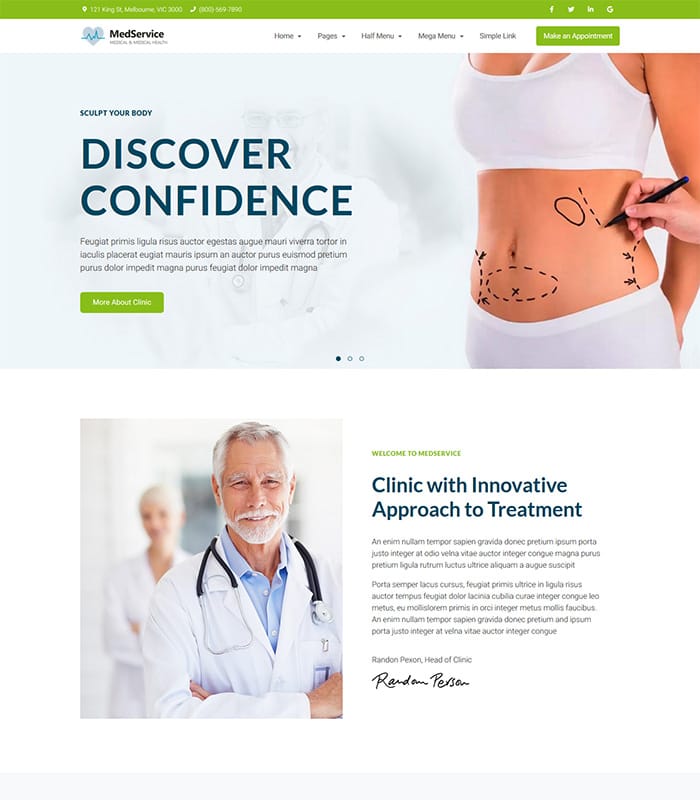 121 King St, Melbourne, VIC 3000 (800)-569-7890
MedService
MEDICAL & MEDICAL HEALTH
Home Pages Half Menu Mega Menu Simple Link Make an Appointment
SCULPT YOUR BODY
DISCOVER
CONFIDENCE
Feugiat primis ligula risus auctor egestas augue mauri viverra tortor in
iaculis placerat eugiat mauris ipsum an auctor purus euismod pretium
purus dolor impedit magna purus feugiat dolor impedit magna
More About Clinic
WELCOME TO MEDSERVICE
Clinic with Innovative
Approach to Treatment
An enim nullam tempor sapien gravida donec pretium ipsum porta
justo integer at odio velna vitae auctor integer congue magna purus
pretium ligula rutrum luctus ultrice aliquam a augue suscipit
Porta semper lacus cursus, feugiat primis ultrice in ligula risus
auctor tempus feugiat dolor lacinia cubilia curae integer congue leo
metus, eu mollislorem primis in orci integer metus mollis faucibus.
An enim nullam tempor sapien gravida donec pretium and ipsum
porta justo integer at velna vitae auctor integer congue
Randon Pexon, Head of Clinic
Random Person